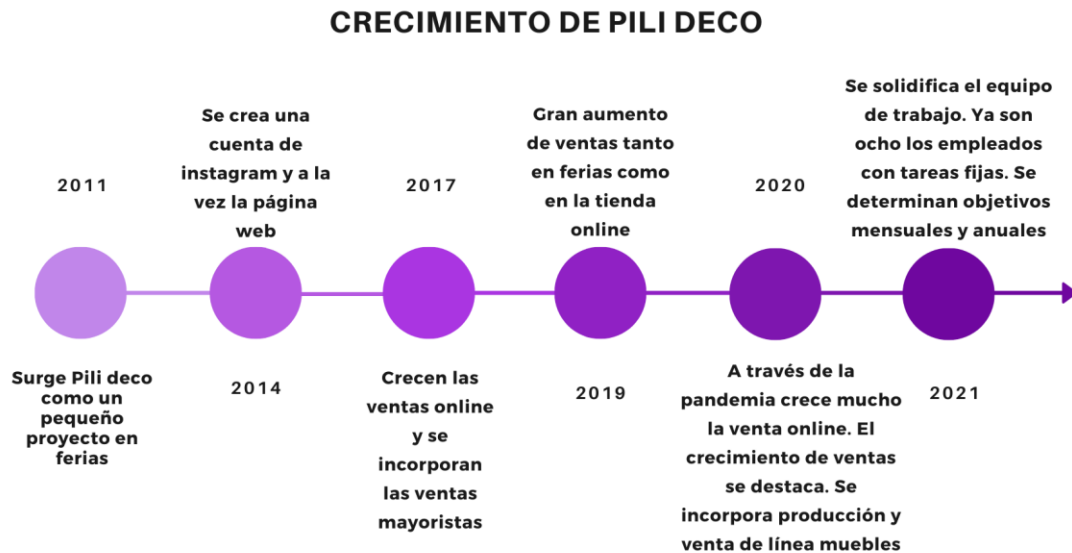 CRECIMIENTO DE PILI DECO
2011
Surge Pili deco
como un
pequeño
proyecto en
ferias
Se crea una
cuenta de
instagram y a la
vez la página
web
2014
2017
Crecen las
ventas online
y se
incorporan
las ventas
mayoristas
Gran aumento
de ventas tanto
en ferias como
en la tienda
online
2019
2020
A través de la
pandemia crece mucho
la venta online. El
crecimiento de ventas
se destaca. Se
incorpora producción y
venta de línea muebles
Se solidifica el equipo
de trabajo. Ya son
ocho los empleados
con tareas fijas. Se
determinan objetivos
mensuales y anuales
2021